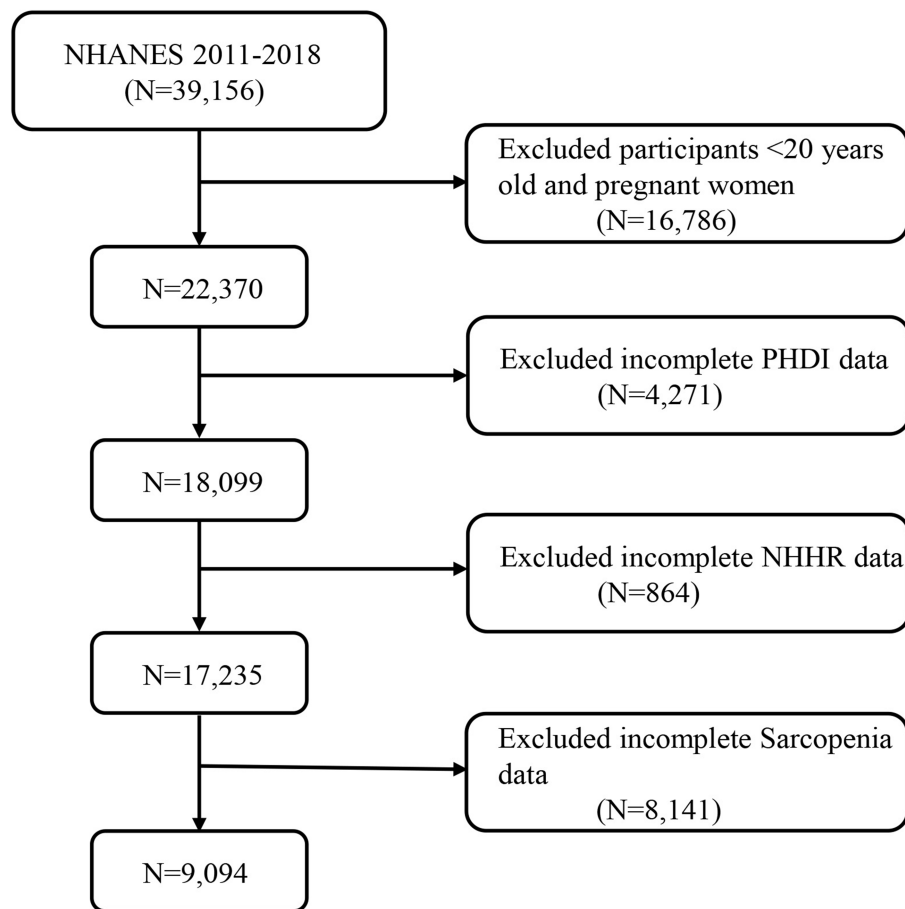 NHANES 2011-2018
(N=39,156)
Excluded participants <20 years
old and pregnant women
(N=16,786)
N=22,370
Excluded incomplete PHDI data
(N=4,271)
N=18,099
Excluded incomplete NHHR data
(N=864)
N=17,235
Excluded incomplete Sarcopenia
data
(N=8,141)
N=9,094